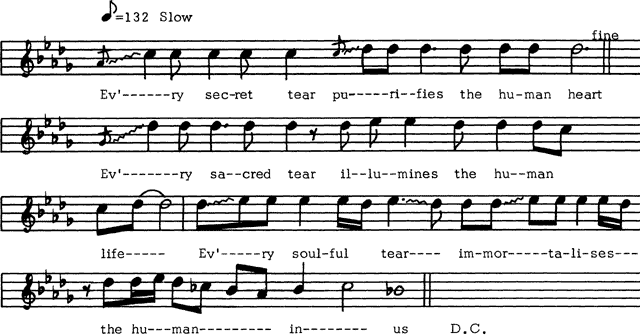 ♪=132 Slow
fine
Ev'------ry sec-ret tear pu-----ri--fies the hu-man heart
Ev'------ry sa--cred tear il--lu--mines the hu--man
life----- Ev'-----ry soul-ful tear---- im-mor-----ta-li-ses---
the hu---man---------- in-------- us D.C.